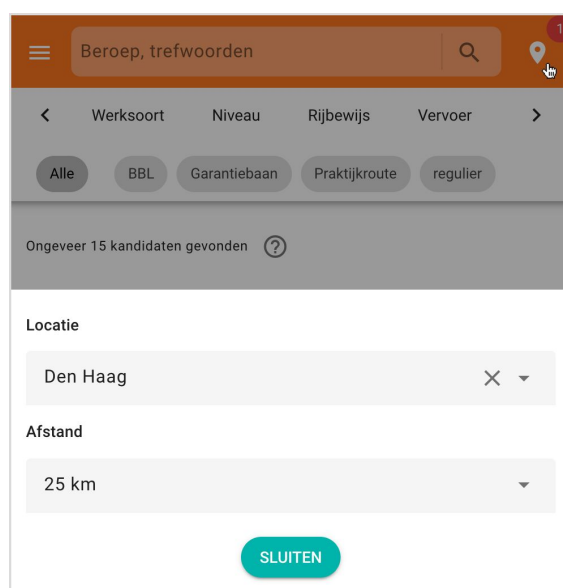 1
Beroep, trefwoorden
Werksoort Niveau Rijbewijs Vervoer
Alle BBL Garantiebaan Praktijkroute regulier
Ongeveer 15 kandidaten gevonden ?
Locatie
Den Haag
Afstand
25 km
SLUITEN